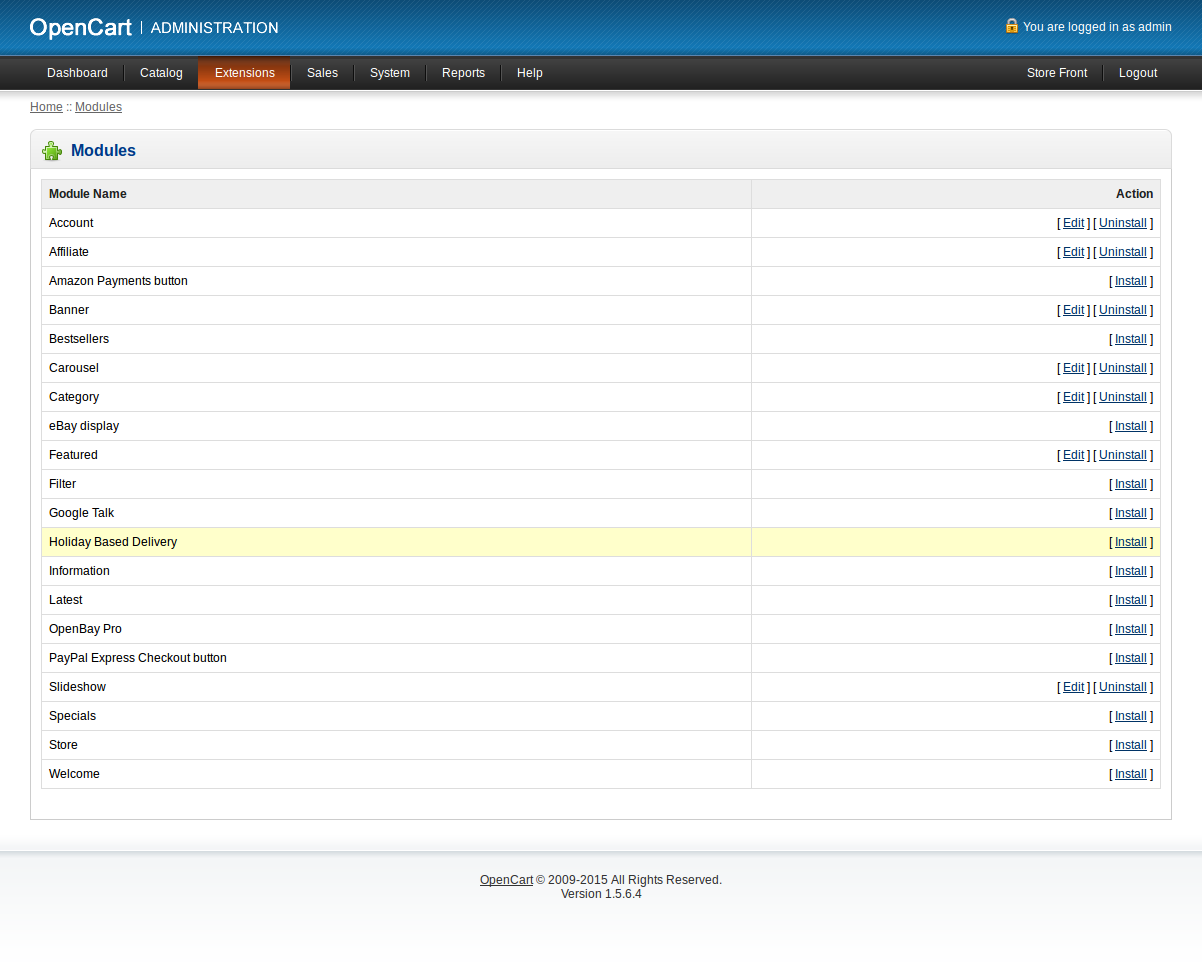 OpenCart | ADMINISTRATION
You are logged in as admin
Dashboard Catalog Extensions Sales System Reports Help Store Front Logout
Home :: Modules
Modules
Module Name Action
Account [ Edit ] [ Uninstall ]
Affiliate [ Edit ] [ Uninstall ]
Amazon Payments button [ Install ]
Banner [ Edit ] [ Uninstall ]
Bestsellers [ Install ]
Carousel [ Edit ] [ Uninstall ]
Category [ Edit ] [ Uninstall ]
eBay display [ Install ]
Featured [ Edit ] [ Uninstall ]
Filter [ Install ]
Google Talk [ Install ]
Holiday Based Delivery [ Install ]
Information [ Install ]
Latest [ Install ]
OpenBay Pro [ Install ]
PayPal Express Checkout button [ Install ]
Slideshow [ Edit ] [ Uninstall ]
Specials [ Install ]
Store [ Install ]
Welcome [ Install ]
OpenCart © 2009-2015 All Rights Reserved.
Version 1.5.6.4